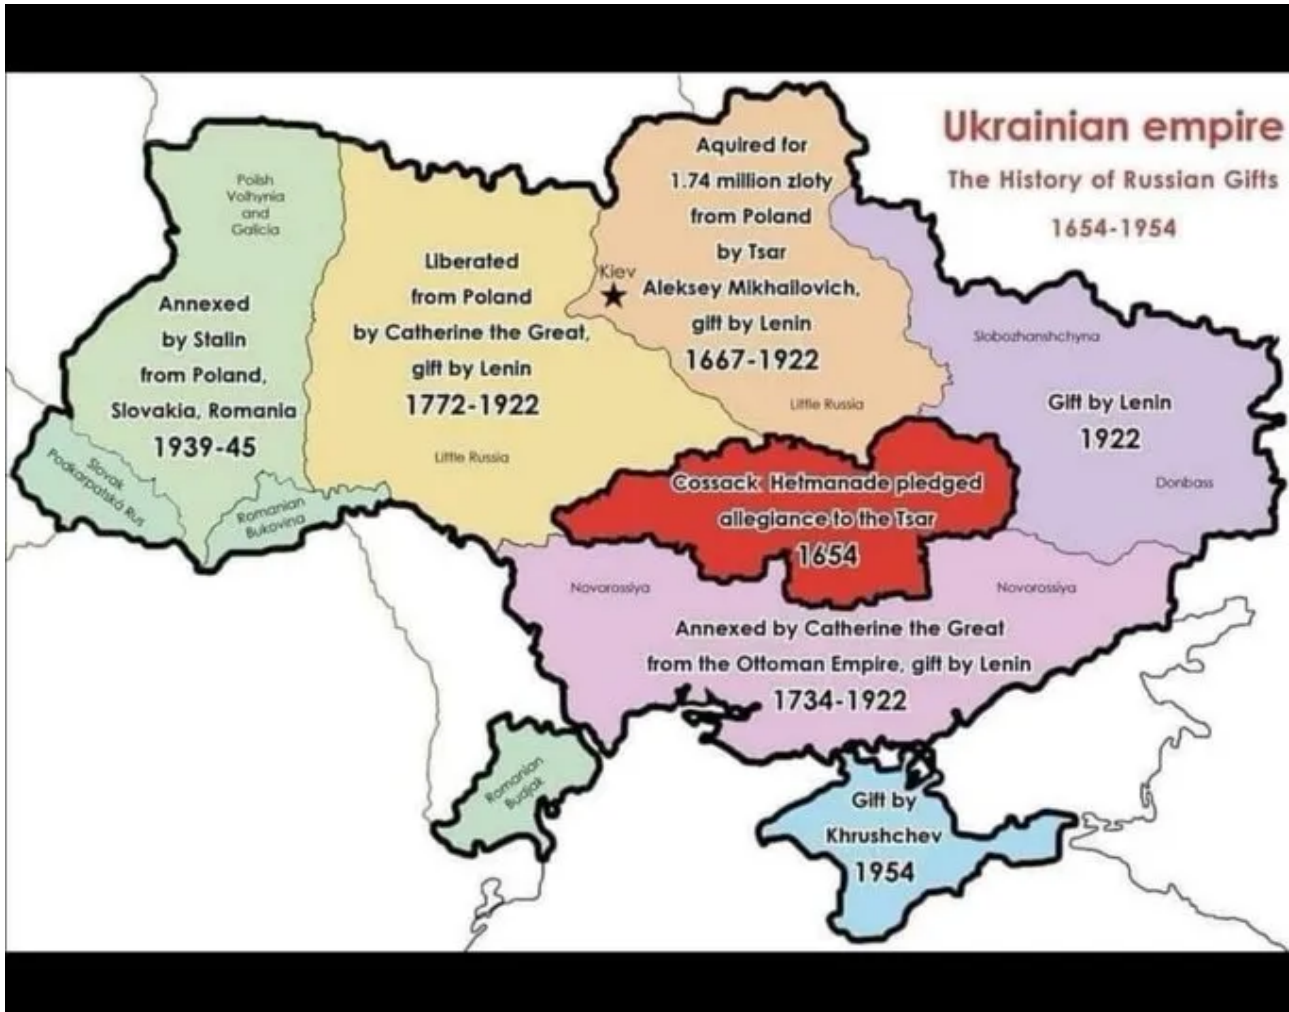 Ukrainian empire
The History of Russian Gifts
1654-1954
Polish
Volhynia
and
Galicia
Annexed
by Stalin
from Poland,
Slovakia, Romania
1939-45
Slovak
Podkarpatská Rus
Romanian
Bukovina
Liberated
from Poland
by Catherine the Great,
gift by Lenin
1772-1922
Little Russia
Aquired for
1.74 million zloty
from Poland
by Tsar
Aleksey Mikhailovich,
gift by Lenin
1667-1922
Kiev
Little Russia
Slobozhanshchyna
Gift by Lenin
1922
Donbass
Cossack Hetmanade pledged
allegiance to the Tsar
1654
Novorossiya
Novorossiya
Annexed by Catherine the Great
from the Ottoman Empire, gift by Lenin
1734-1922
Romanian
Budjak
Gift by
Khrushchev
1954